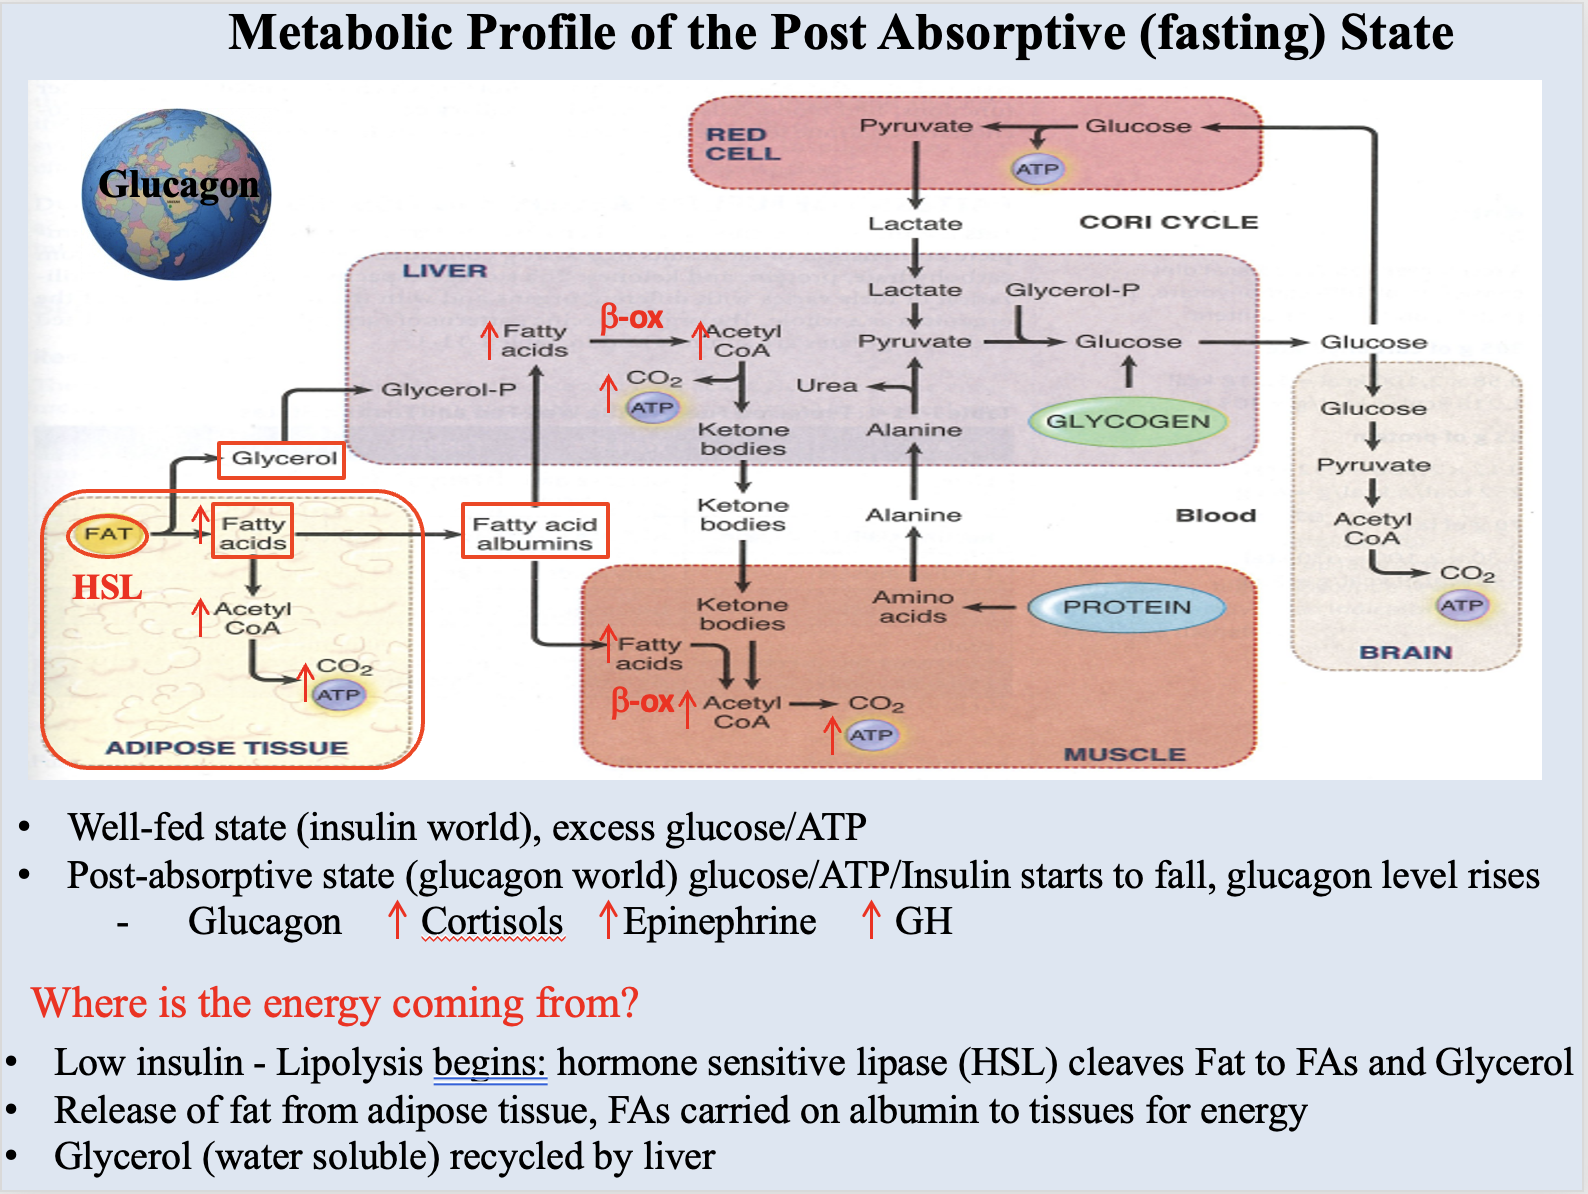 Metabolic Profile of the Post Absorptive (fasting) State
Glucagon
RED
CELL
Pyruvate
Glucose
ATP
Lactate
CORI CYCLE
LIVER
Lactate
Glycerol-P
Fatty
acids
β-ox
Acetyl
CoA
Pyruvate
Glucose
Glucose
CO₂
ATP
Urea
Glycerol-P
Ketone
bodies
Alanine
GLYCOGEN
Glucose
Pyruvate
Acetyl
CoA
CO₂
ATP
BRAIN
Glycerol
FAT
HSL
Fatty
acids
Acetyl
CoA
CO₂
ATP
ADIPOSE TISSUE
Fatty acid
albumins
Ketone
bodies
Alanine
Blood
Ketone
bodies
Amino
acids
PROTEIN
Fatty
acids
β-ox
Acetyl
CoA
CO₂
ATP
MUSCLE
• Well-fed state (insulin world), excess glucose/ATP
• Post-absorptive state (glucagon world) glucose/ATP/Insulin starts to fall, glucagon level rises
- Glucagon ↑ Cortisols ↑ Epinephrine ↑ GH
Where is the energy coming from?
• Low insulin - Lipolysis begins: hormone sensitive lipase (HSL) cleaves Fat to FAs and Glycerol
• Release of fat from adipose tissue, FAs carried on albumin to tissues for energy
• Glycerol (water soluble) recycled by liver